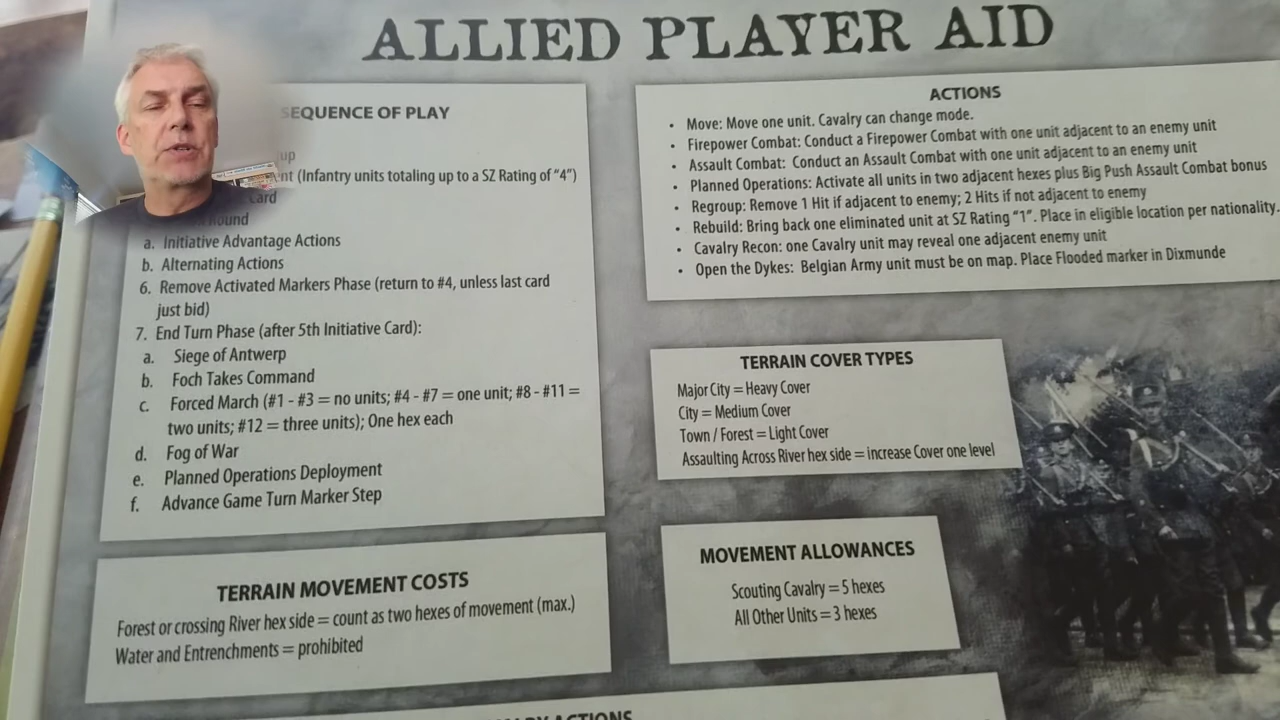 ALLIED PLAYER AID
SEQUENCE OF PLAY
(Infantry units totaling up to a SZ Rating of "4")
Card
Round
a. Initiative Advantage Actions
b. Alternating Actions
6. Remove Activated Markers Phase (return to #4, unless last card
just bid)
7. End Turn Phase (after 5th Initiative Card):
a. Siege of Antwerp
b. Foch Takes Command
c. Forced March (#1 - #3 = no units; #4 - #7 = one unit; #8 - #11 =
two units; #12 = three units); One hex each
d. Fog of War
e. Planned Operations Deployment
f. Advance Game Turn Marker Step
TERRAIN MOVEMENT COSTS
Forest or crossing River hex side = count as two hexes of movement (max.)
Water and Entrenchments = prohibited
ACTIONS
• Move: Move one unit. Cavalry can change mode.
• Firepower Combat: Conduct a Firepower Combat with one unit adjacent to an enemy unit
• Assault Combat: Conduct an Assault Combat with one unit adjacent to an enemy unit
• Planned Operations: Activate all units in two adjacent hexes plus Big Push Assault Combat bonus
• Regroup: Remove 1 Hit if adjacent to enemy; 2 Hits if not adjacent to enemy
• Rebuild: Bring back one eliminated unit at SZ Rating "1". Place in eligible location per nationality.
• Cavalry Recon: one Cavalry unit may reveal one adjacent enemy unit
• Open the Dykes: Belgian Army unit must be on map. Place Flooded marker in Dixmunde
TERRAIN COVER TYPES
Major City = Heavy Cover
City = Medium Cover
Town / Forest = Light Cover
Assaulting Across River hex side = increase Cover one level
MOVEMENT ALLOWANCES
Scouting Cavalry = 5 hexes
All Other Units = 3 hexes
ACTIONS